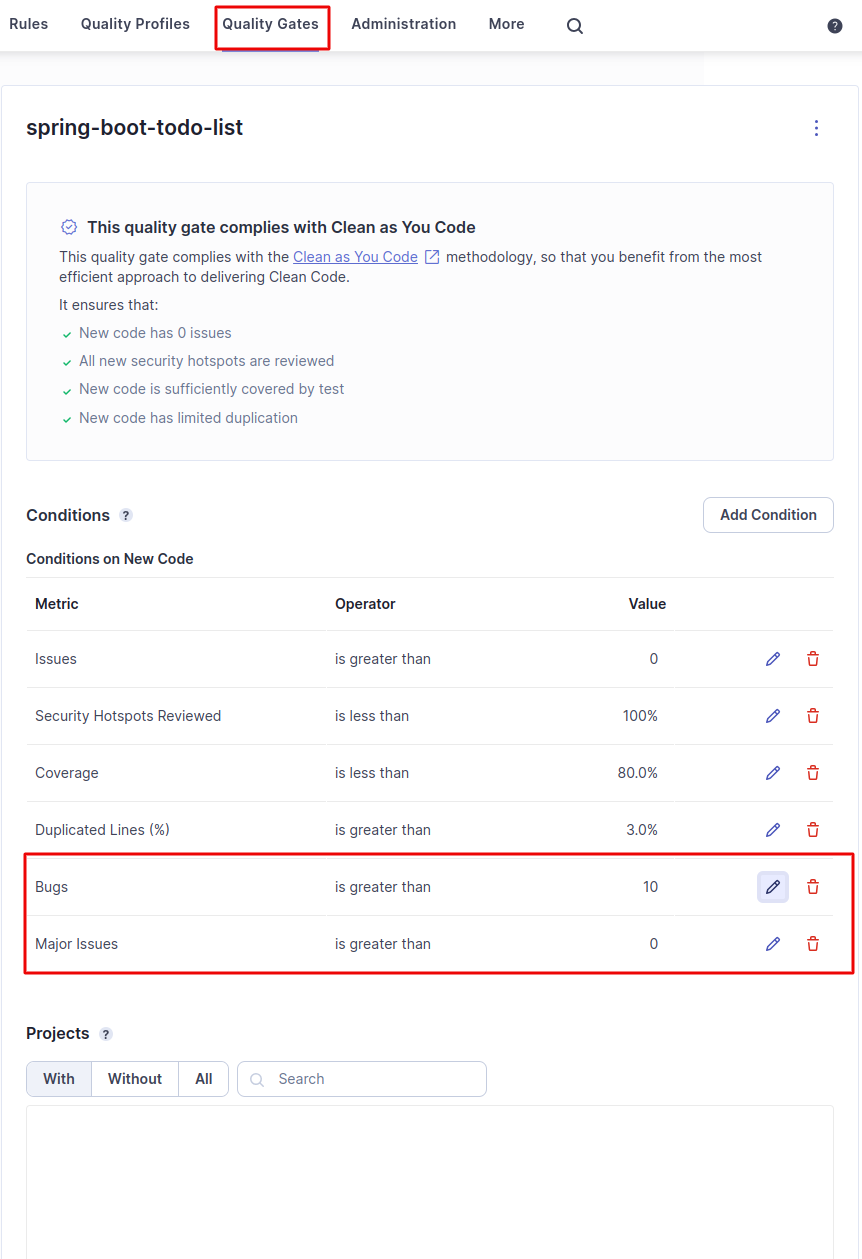 Rules Quality Profiles Quality Gates Administration More ?
spring-boot-todo-list
This quality gate complies with Clean as You Code
This quality gate complies with the Clean as You Code methodology, so that you benefit from the most
efficient approach to delivering Clean Code.
It ensures that:
New code has 0 issues
All new security hotspots are reviewed
New code is sufficiently covered by test
New code has limited duplication
Conditions ? Add Condition
Conditions on New Code
Metric Operator Value
Issues is greater than 0
Security Hotspots Reviewed is less than 100%
Coverage is less than 80.0%
Duplicated Lines (%) is greater than 3.0%
Bugs is greater than 10
Major Issues is greater than 0
Projects ?
With Without All Search